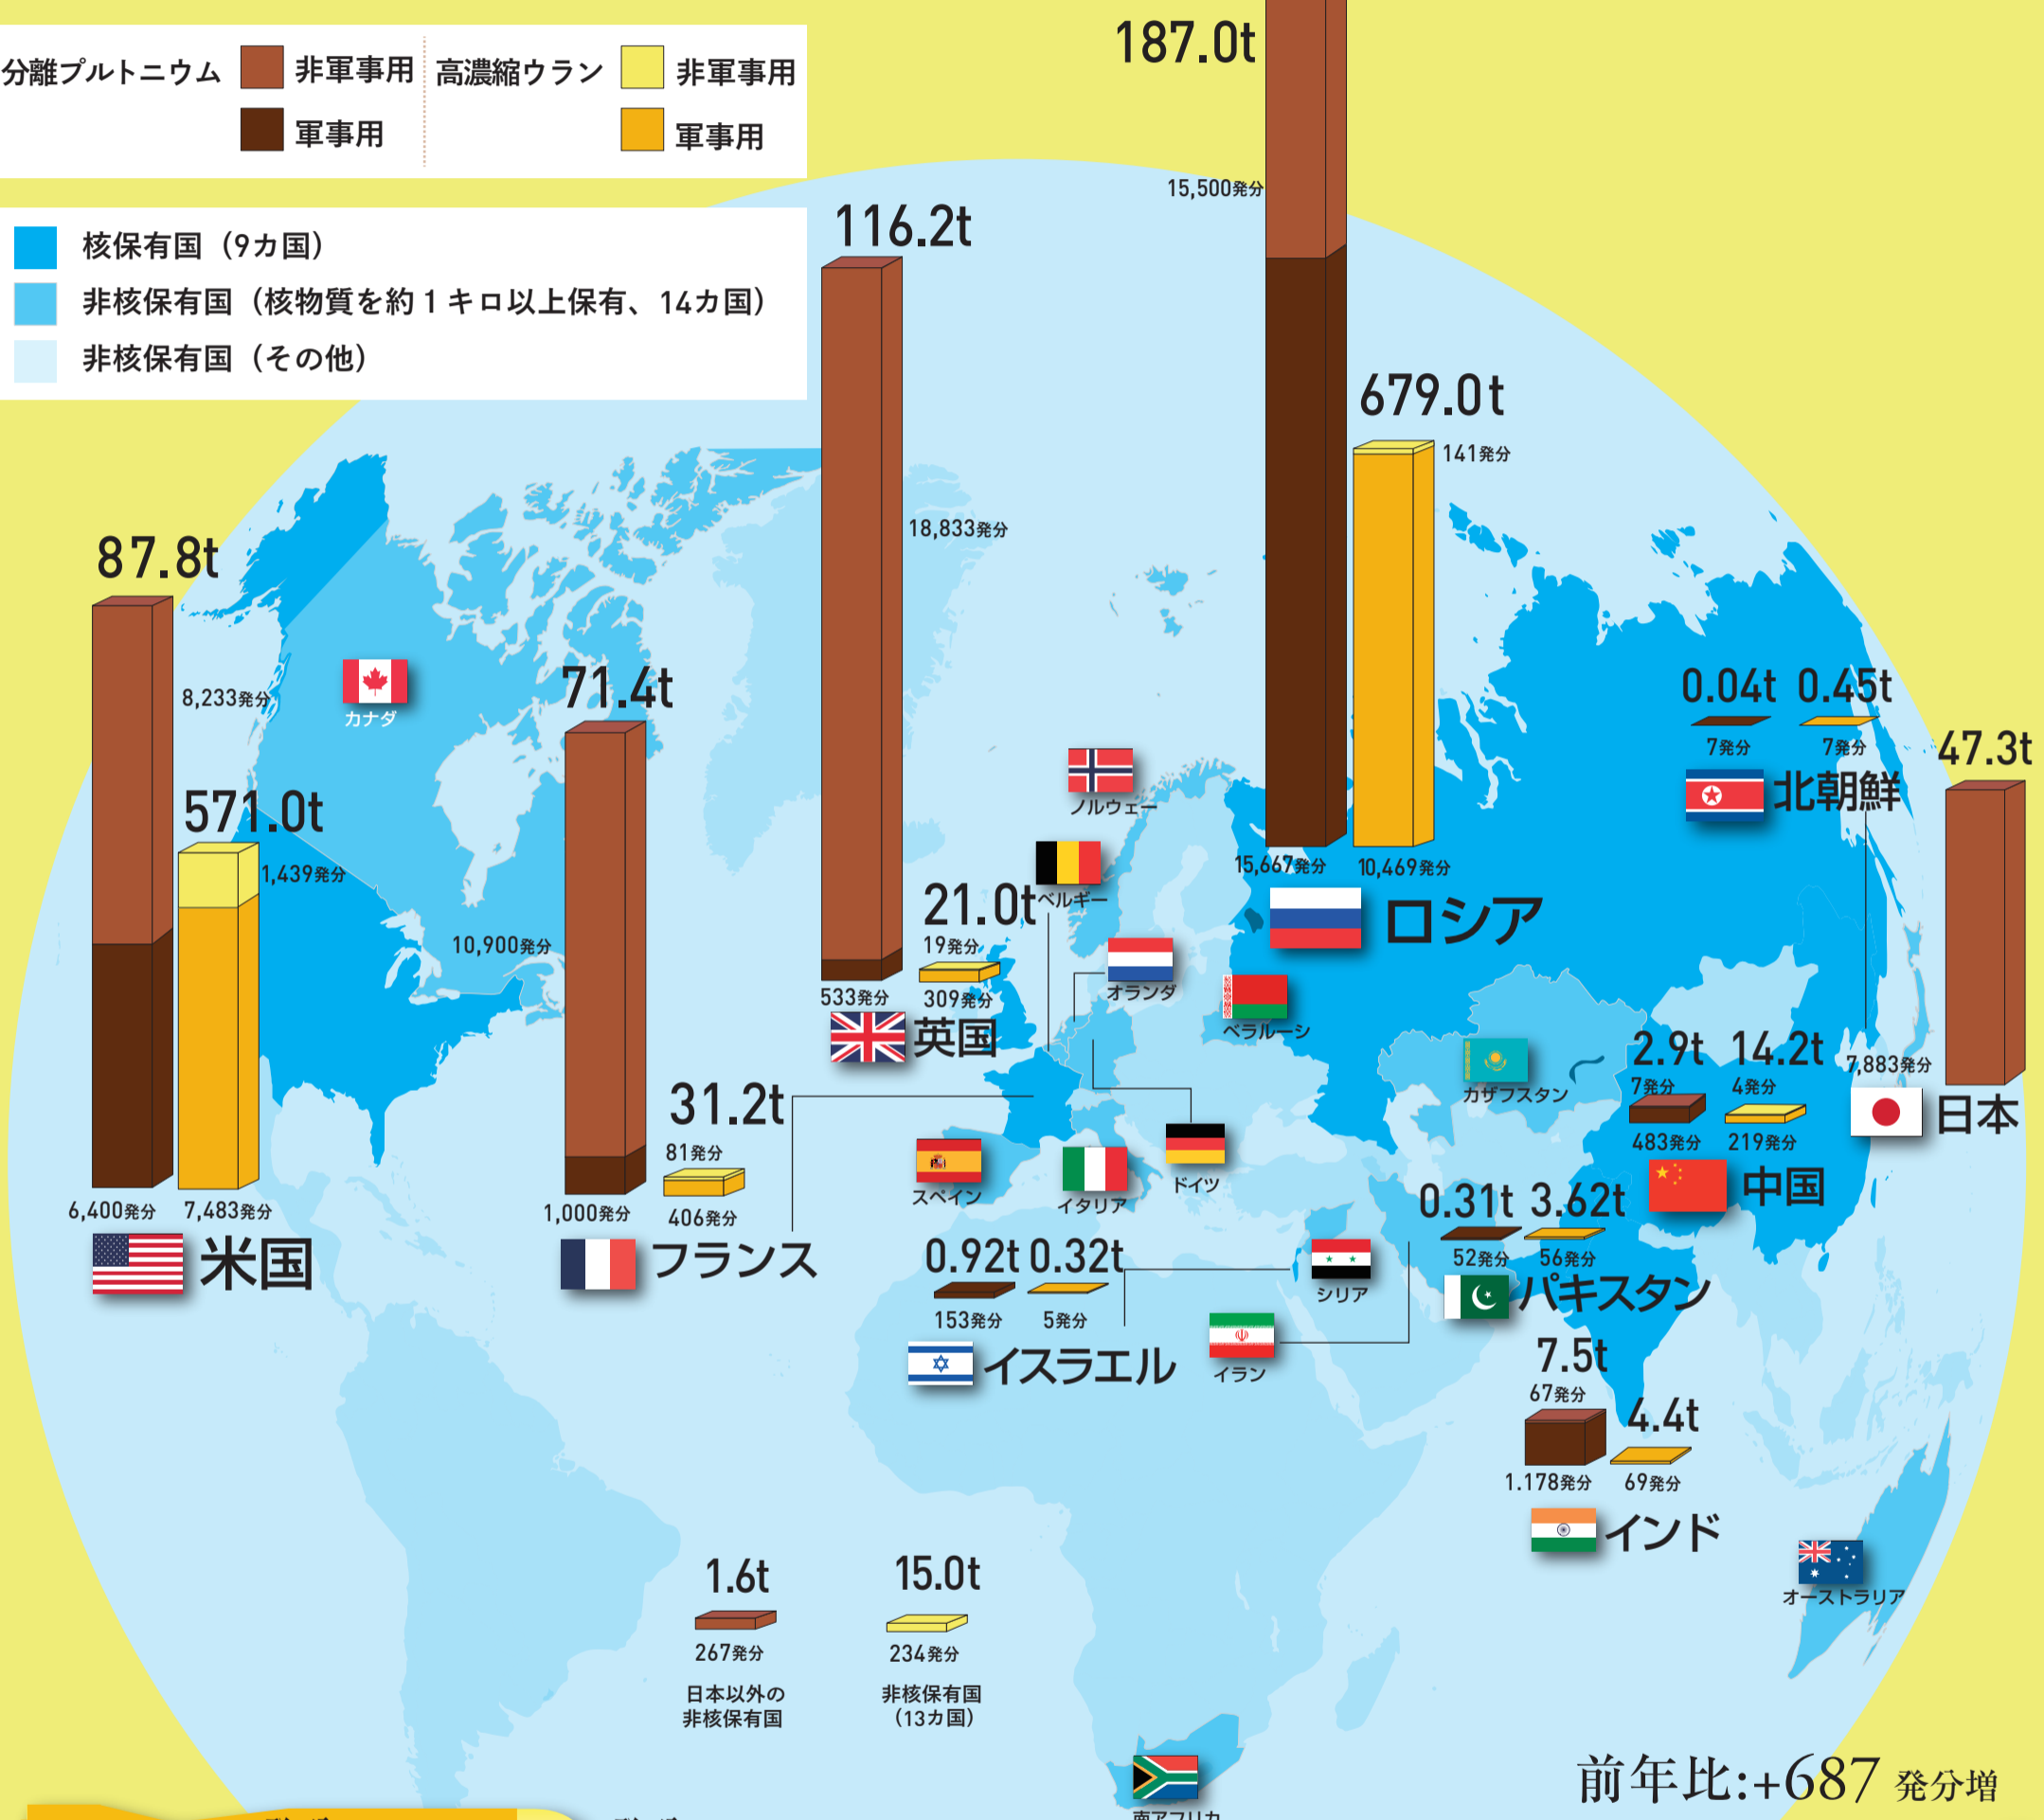 分離プルトニウム 非軍事用 高濃縮ウラン 非軍事用
軍事用 軍事用
核保有国（9カ国）
非核保有国（核物質を約1キロ以上保有、14カ国）
非核保有国（その他）
187.0t
15,500発分
679.0t
141発分
15,667発分
10,469発分
ロシア
116.2t
18,833発分
21.0t
19発分
533発分
309発分
英国
87.8t
8,233発分
571.0t
1,439発分
6,400発分
7,483発分
米国
カナダ
71.4t
10,900発分
31.2t
81発分
1,000発分
406発分
フランス
ノルウェー
ベルギー
オランダ
ベラルーシ
スペイン
イタリア
ドイツ
カザフスタン
0.04t 0.45t
7発分 7発分
北朝鮮
47.3t
7,883発分
日本
2.9t 14.2t
7発分 4発分
483発分 219発分
中国
0.31t 3.62t
52発分 56発分
パキスタン
0.92t 0.32t
153発分 5発分
イスラエル
シリア
イラン
7.5t
67発分
4.4t
1.178発分 69発分
インド
オーストラリア
1.6t
267発分
日本以外の
非核保有国
15.0t
234発分
非核保有国
（13カ国）
前年比:+687 発分増
南アフリカ